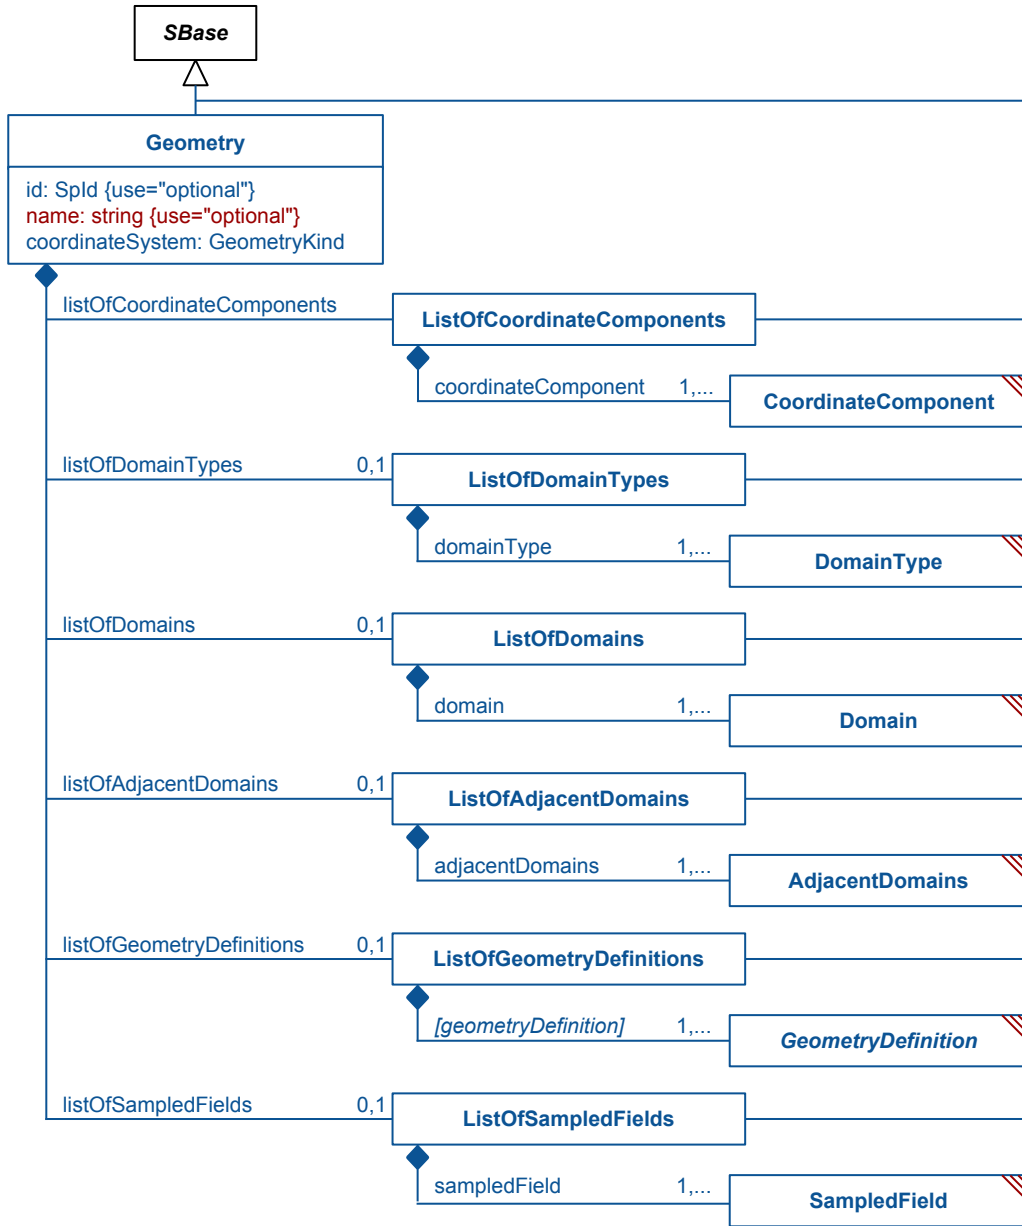 SBase
Geometry
id: SpId {use="optional"}
name: string {use="optional"}
coordinateSystem: GeometryKind
listOfCoordinateComponents
ListOfCoordinateComponents
coordinateComponent 1,...
CoordinateComponent
listOfDomainTypes 0,1
ListOfDomainTypes
domainType 1,...
DomainType
listOfDomains 0,1
ListOfDomains
domain 1,...
Domain
listOfAdjacentDomains 0,1
ListOfAdjacentDomains
adjacentDomains 1,...
AdjacentDomains
listOfGeometryDefinitions 0,1
ListOfGeometryDefinitions
[geometryDefinition] 1,...
GeometryDefinition
listOfSampledFields 0,1
ListOfSampledFields
sampledField 1,...
SampledField